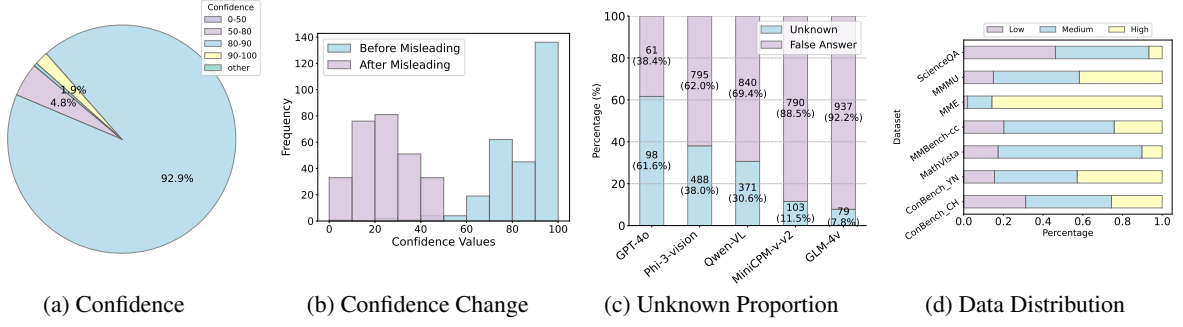 Confidence
0-50
50-80
80-90
90-100
other
1.9%
4.8%
92.9%
(a) Confidence
140
120
100
80
60
40
20
0
Frequency
Before Misleading
After Misleading
0 20 40 60 80 100
Confidence Values
(b) Confidence Change
100
80
60
40
20
0
Percentage (%)
Unknown
False Answer
61
(38.4%)
795
(62.0%)
840
(69.4%)
790
(88.5%)
937
(92.2%)
98
(61.6%)
488
(38.0%)
371
(30.6%)
103
(11.5%)
79
(7.8%)
GPT-4o
Phi-3-vision
Qwen-VL
MiniCPM-v-v2
GLM-4v
(c) Unknown Proportion
Low Medium High
Dataset
ScienceQA
MMMU
MME
MMBench-cc
MathVista
ConBench_YN
ConBench_CH
0.0 0.2 0.4 0.6 0.8 1.0
Percentage
(d) Data Distribution